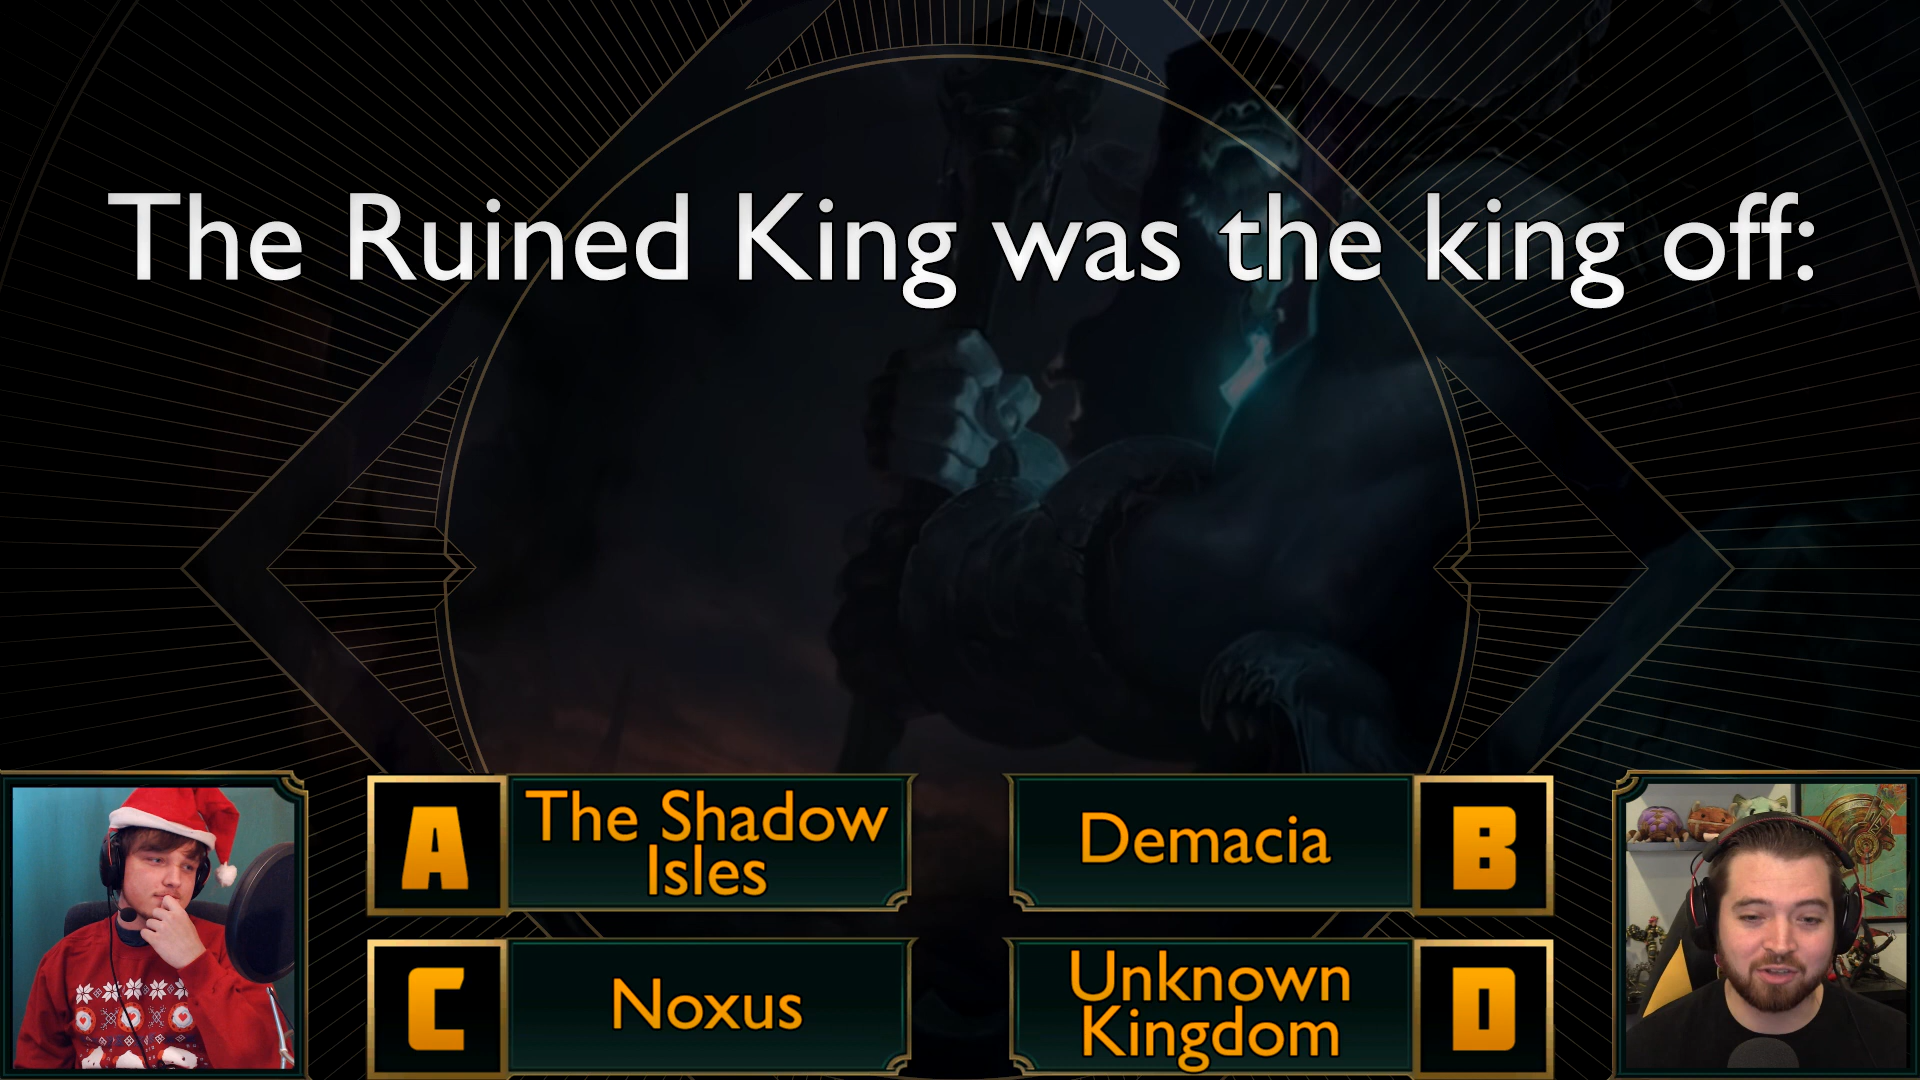 The Ruined King was the king off:
A
The Shadow
Isles
Demacia
B
C
Noxus
Unknown
Kingdom
D